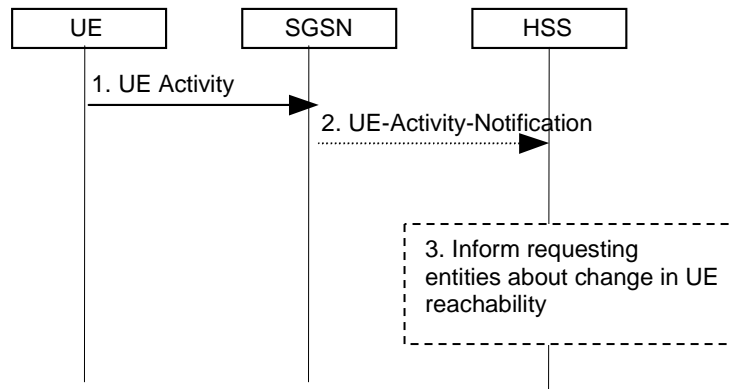 UE SGSN HSS
1. UE Activity
2. UE-Activity-Notification
3. Inform requesting
entities about change in UE
reachability